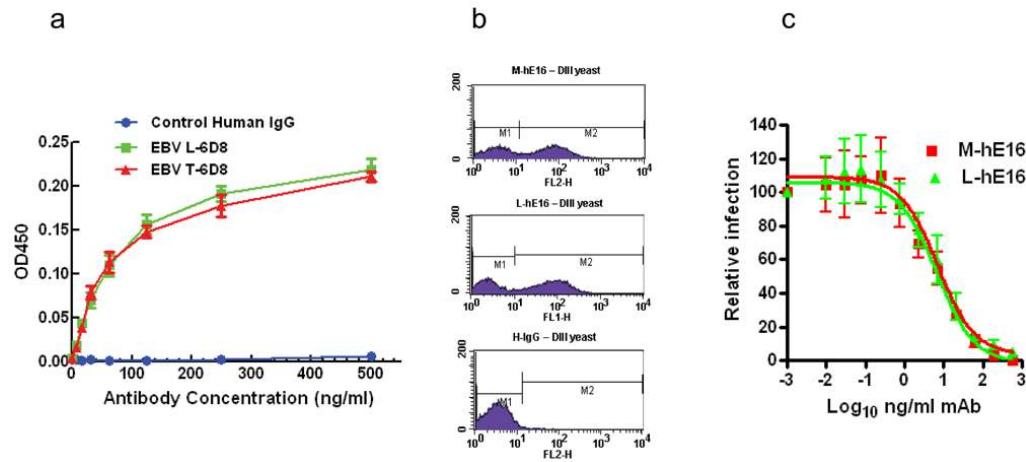 a
b
c
Control Human IgG
EBV L-6D8
EBV T-6D8
0.25
0.20
0.15
0.10
0.05
0.00
OD450
0 100 200 300 400 500
Antibody Concentration (ng/ml)
M-hE16 – DIII yeast
200
0
M1
M2
10⁰ 10¹ 10² 10³ 10⁴
FL2-H
L-hE16 – DIII yeast
200
0
M1
M2
10⁰ 10¹ 10² 10³ 10⁴
FL1-H
H-IgG – DIII yeast
200
0
M1
M2
10⁰ 10¹ 10² 10³ 10⁴
FL2-H
M-hE16
L-hE16
140
120
100
80
60
40
20
0
Relative infection
-3 -2 -1 0 1 2 3
Log₁₀ ng/ml mAb